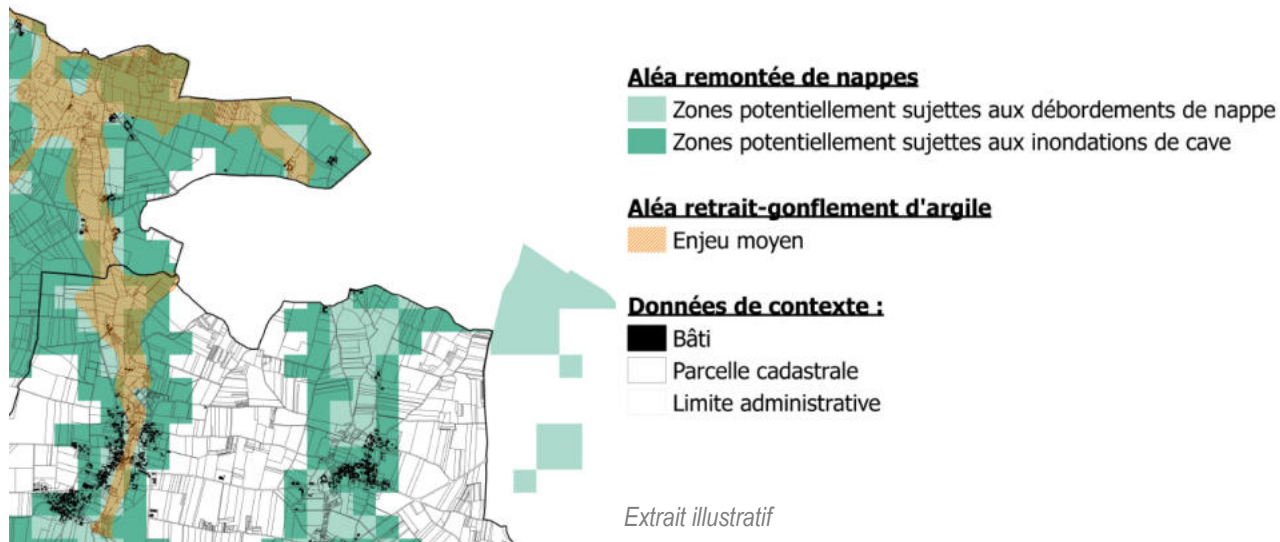 Aléa remontée de nappes
Zones potentiellement sujettes aux débordements de nappe
Zones potentiellement sujettes aux inondations de cave
Aléa retrait-gonflement d'argile
Enjeu moyen
Données de contexte :
Bâti
Parcelle cadastrale
Limite administrative
Extrait illustratif